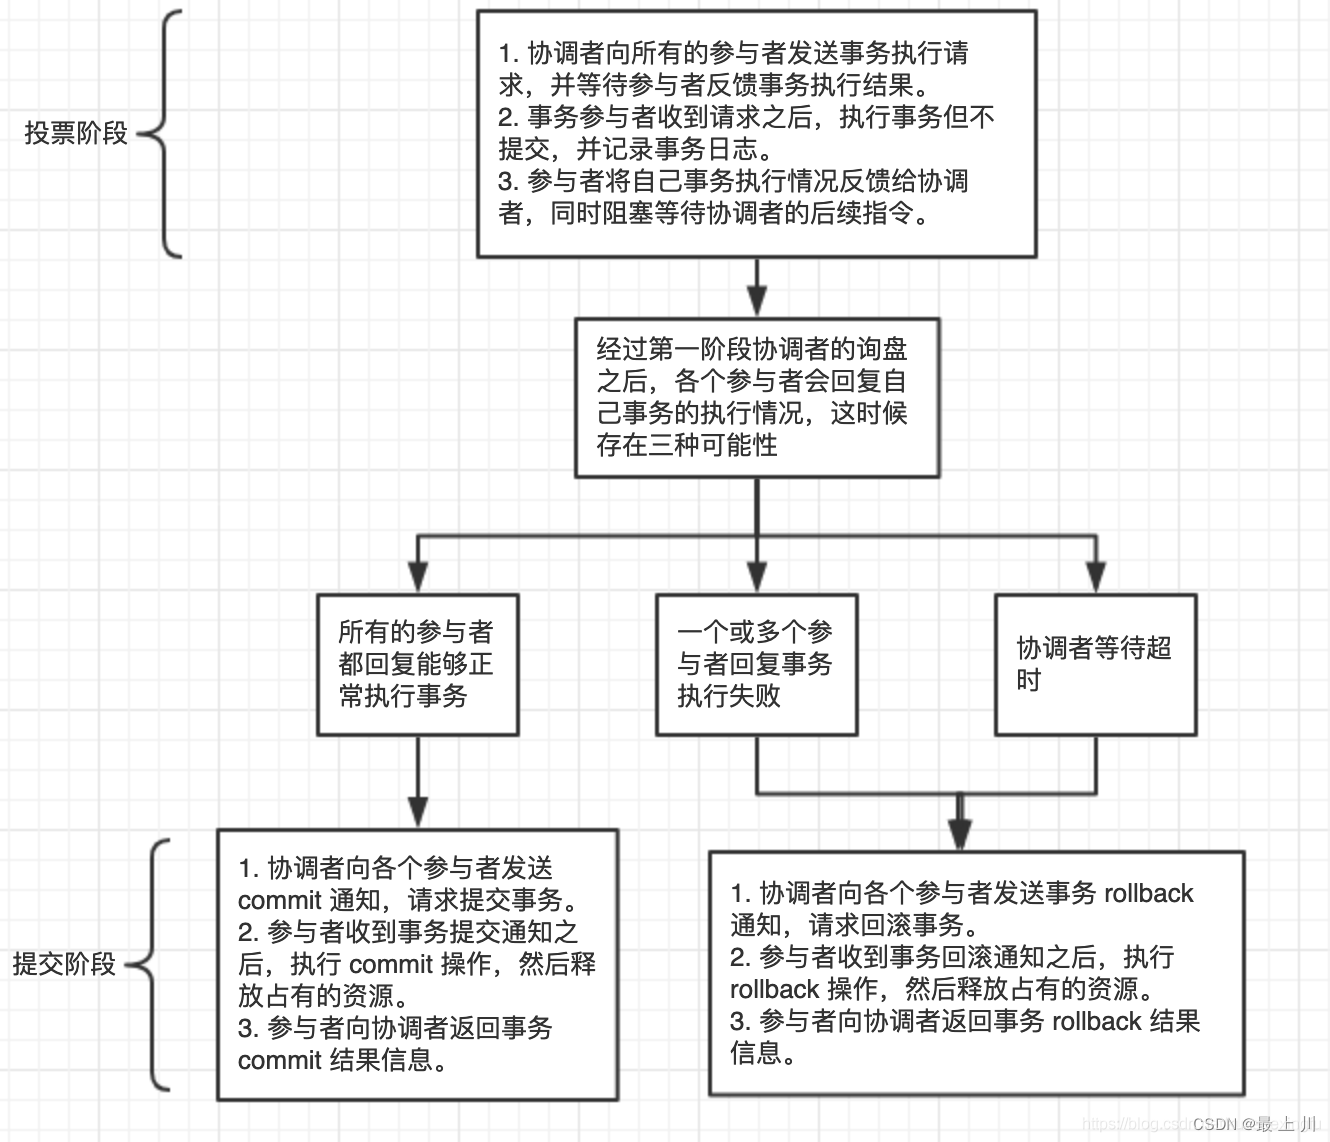 投票阶段
1. 协调者向所有的参与者发送事务执行请
求，并等待参与者反馈事务执行结果。
2. 事务参与者收到请求之后，执行事务但不
提交，并记录事务日志。
3. 参与者将自己事务执行情况反馈给协调
者，同时阻塞等待协调者的后续指令。
经过第一阶段协调者的询盘
之后，各个参与者会回复自
己事务的执行情况，这时候
存在三种可能性
所有的参与者
都回复能够正
常执行事务
一个或多个参
与者回复事务
执行失败
协调者等待超
时
提交阶段
1. 协调者向各个参与者发送
commit 通知，请求提交事务。
2. 参与者收到事务提交通知之
后，执行 commit 操作，然后释
放占有的资源。
3. 参与者向协调者返回事务
commit 结果信息。
1. 协调者向各个参与者发送事务 rollback
通知，请求回滚事务。
2. 参与者收到事务回滚通知之后，执行
rollback 操作，然后释放占有的资源。
3. 参与者向协调者返回事务 rollback 结果
信息。
CSDN @最 上 川